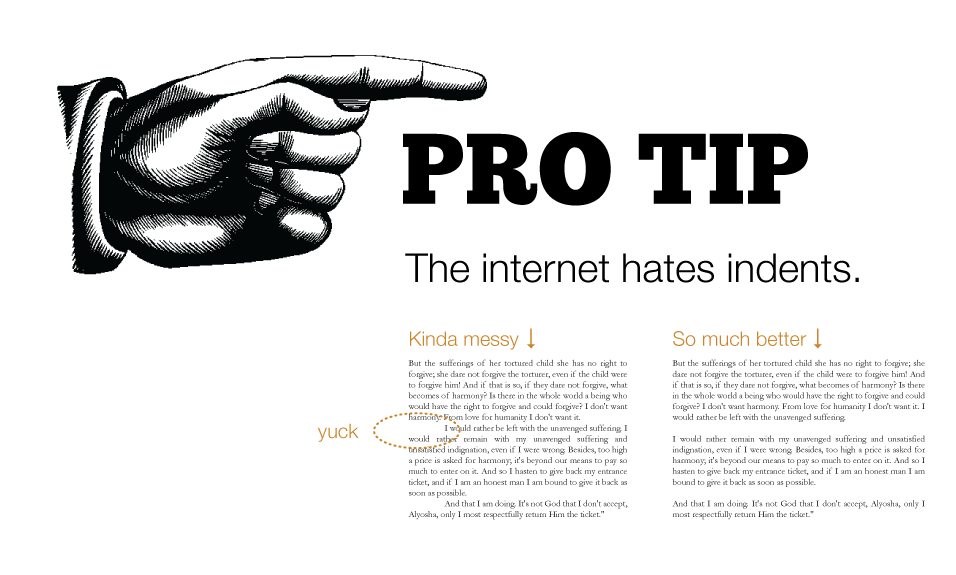 PRO TIP
The internet hates indents.
Kinda messy
But the sufferings of her tortured child she has no right to
forgive; she dare not forgive the torturer, even if the child were
to forgive him! And if that is so, if they dare not forgive, what
becomes of harmony? Is there in the whole world a being who
would have the right to forgive and could forgive? I don't want
harmony. From love for humanity I don't want it.
I would rather be left with the unavenged suffering. I
would rather remain with my unavenged suffering and
unsatisfied indignation, even if I were wrong. Besides, too high
a price is asked for harmony; it's beyond our means to pay so
much to enter on it. And so I hasten to give back my entrance
ticket, and if I am an honest man I am bound to give it back as
soon as possible.
And that I am doing. It's not God that I don't accept,
Alyosha, only I most respectfully return Him the ticket."
yuck
So much better
But the sufferings of her tortured child she has no right to forgive; she
dare not forgive the torturer, even if the child were to forgive him! And
if that is so, if they dare not forgive, what becomes of harmony? Is there
in the whole world a being who would have the right to forgive and could
forgive? I don't want harmony. From love for humanity I don't want it. I
would rather be left with the unavenged suffering.
I would rather remain with my unavenged suffering and unsatisfied
indignation, even if I were wrong. Besides, too high a price is asked for
harmony; it's beyond our means to pay so much to enter on it. And so I
hasten to give back my entrance ticket, and if I am an honest man I am
bound to give it back as soon as possible.
And that I am doing. It's not God that I don't accept, Alyosha, only I
most respectfully return Him the ticket."